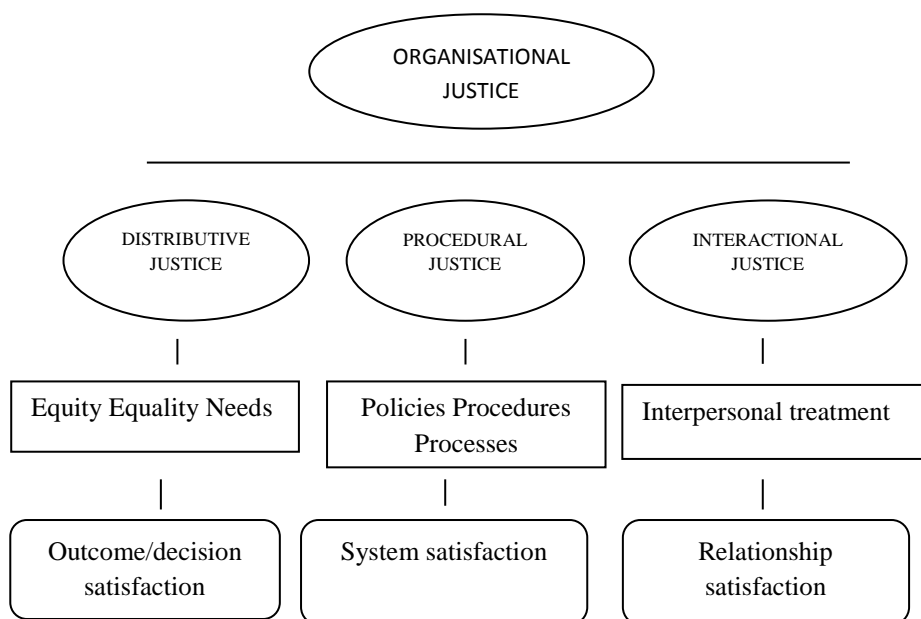 ORGANISATIONAL
JUSTICE
DISTRIBUTIVE
JUSTICE
PROCEDURAL
JUSTICE
INTERACTIONAL
JUSTICE
Equity Equality Needs
Policies Procedures
Processes
Interpersonal treatment
Outcome/decision
satisfaction
System satisfaction
Relationship
satisfaction